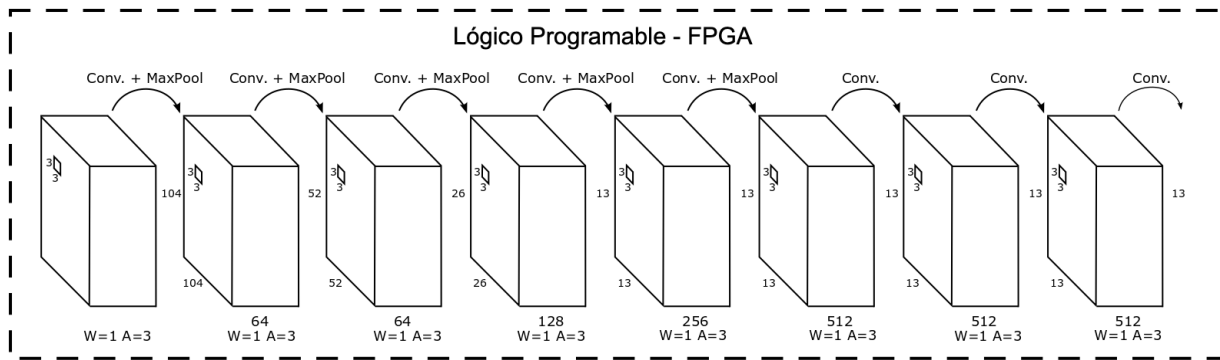 Lógico Programable - FPGA
Conv. + MaxPool Conv. + MaxPool Conv. + MaxPool Conv. + MaxPool Conv. + MaxPool Conv. Conv. Conv.
3 3 3 3 3 3 3 3
3 3 3 3 3 3 3 3
104 52 26 13 13 13 13 13
104 52 26 13 13 13 13
64 64 128 256 512 512 512
W=1 A=3 W=1 A=3 W=1 A=3 W=1 A=3 W=1 A=3 W=1 A=3 W=1 A=3 W=1 A=3